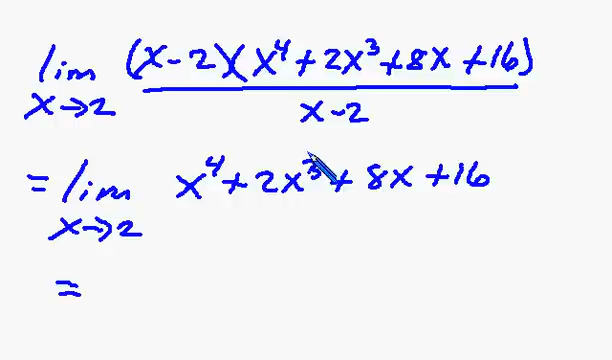 lim x→2 (x-2)(x⁴+2x³+8x+16) / x-2
= lim x→2 x⁴+2x³+8x+16
=